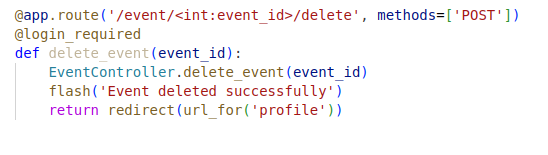 @app.route('/event/<int:event_id>/delete', methods=['POST'])
@login_required
def delete_event(event_id):
    EventController.delete_event(event_id)
    flash('Event deleted successfully')
    return redirect(url_for('profile'))